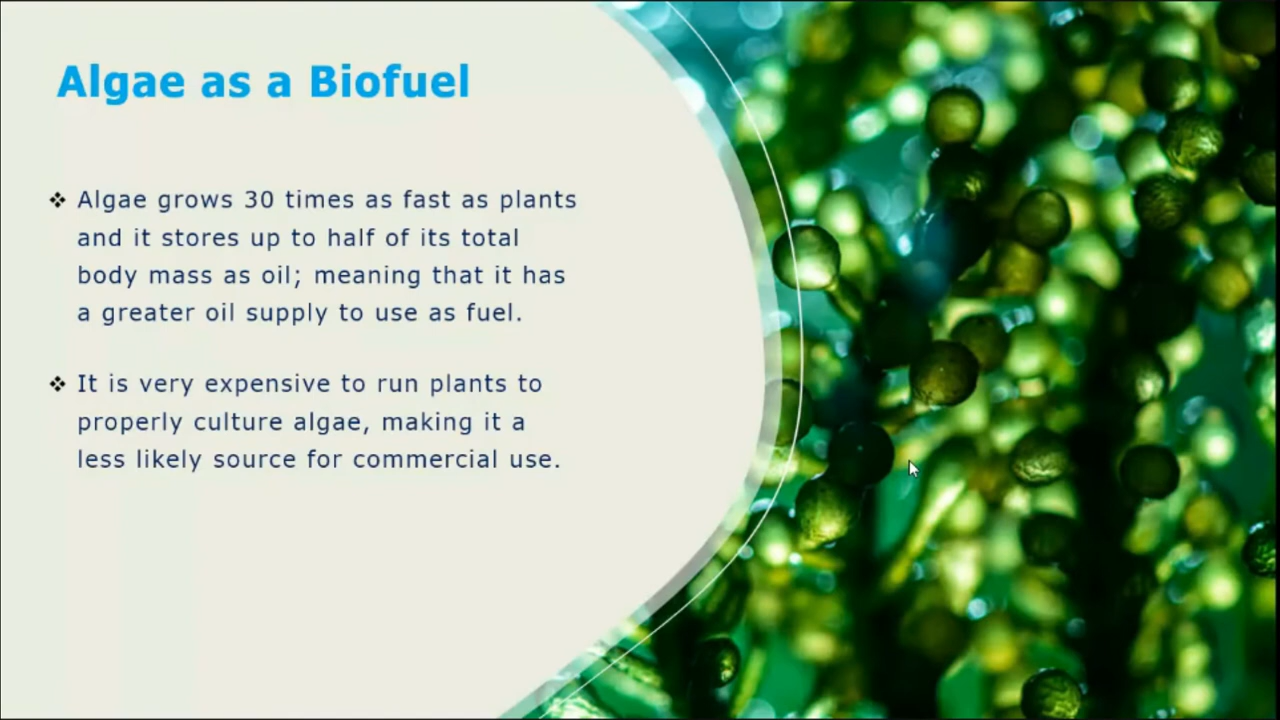 Algae as a Biofuel
❖ Algae grows 30 times as fast as plants
and it stores up to half of its total
body mass as oil; meaning that it has
a greater oil supply to use as fuel.
❖ It is very expensive to run plants to
properly culture algae, making it a
less likely source for commercial use.